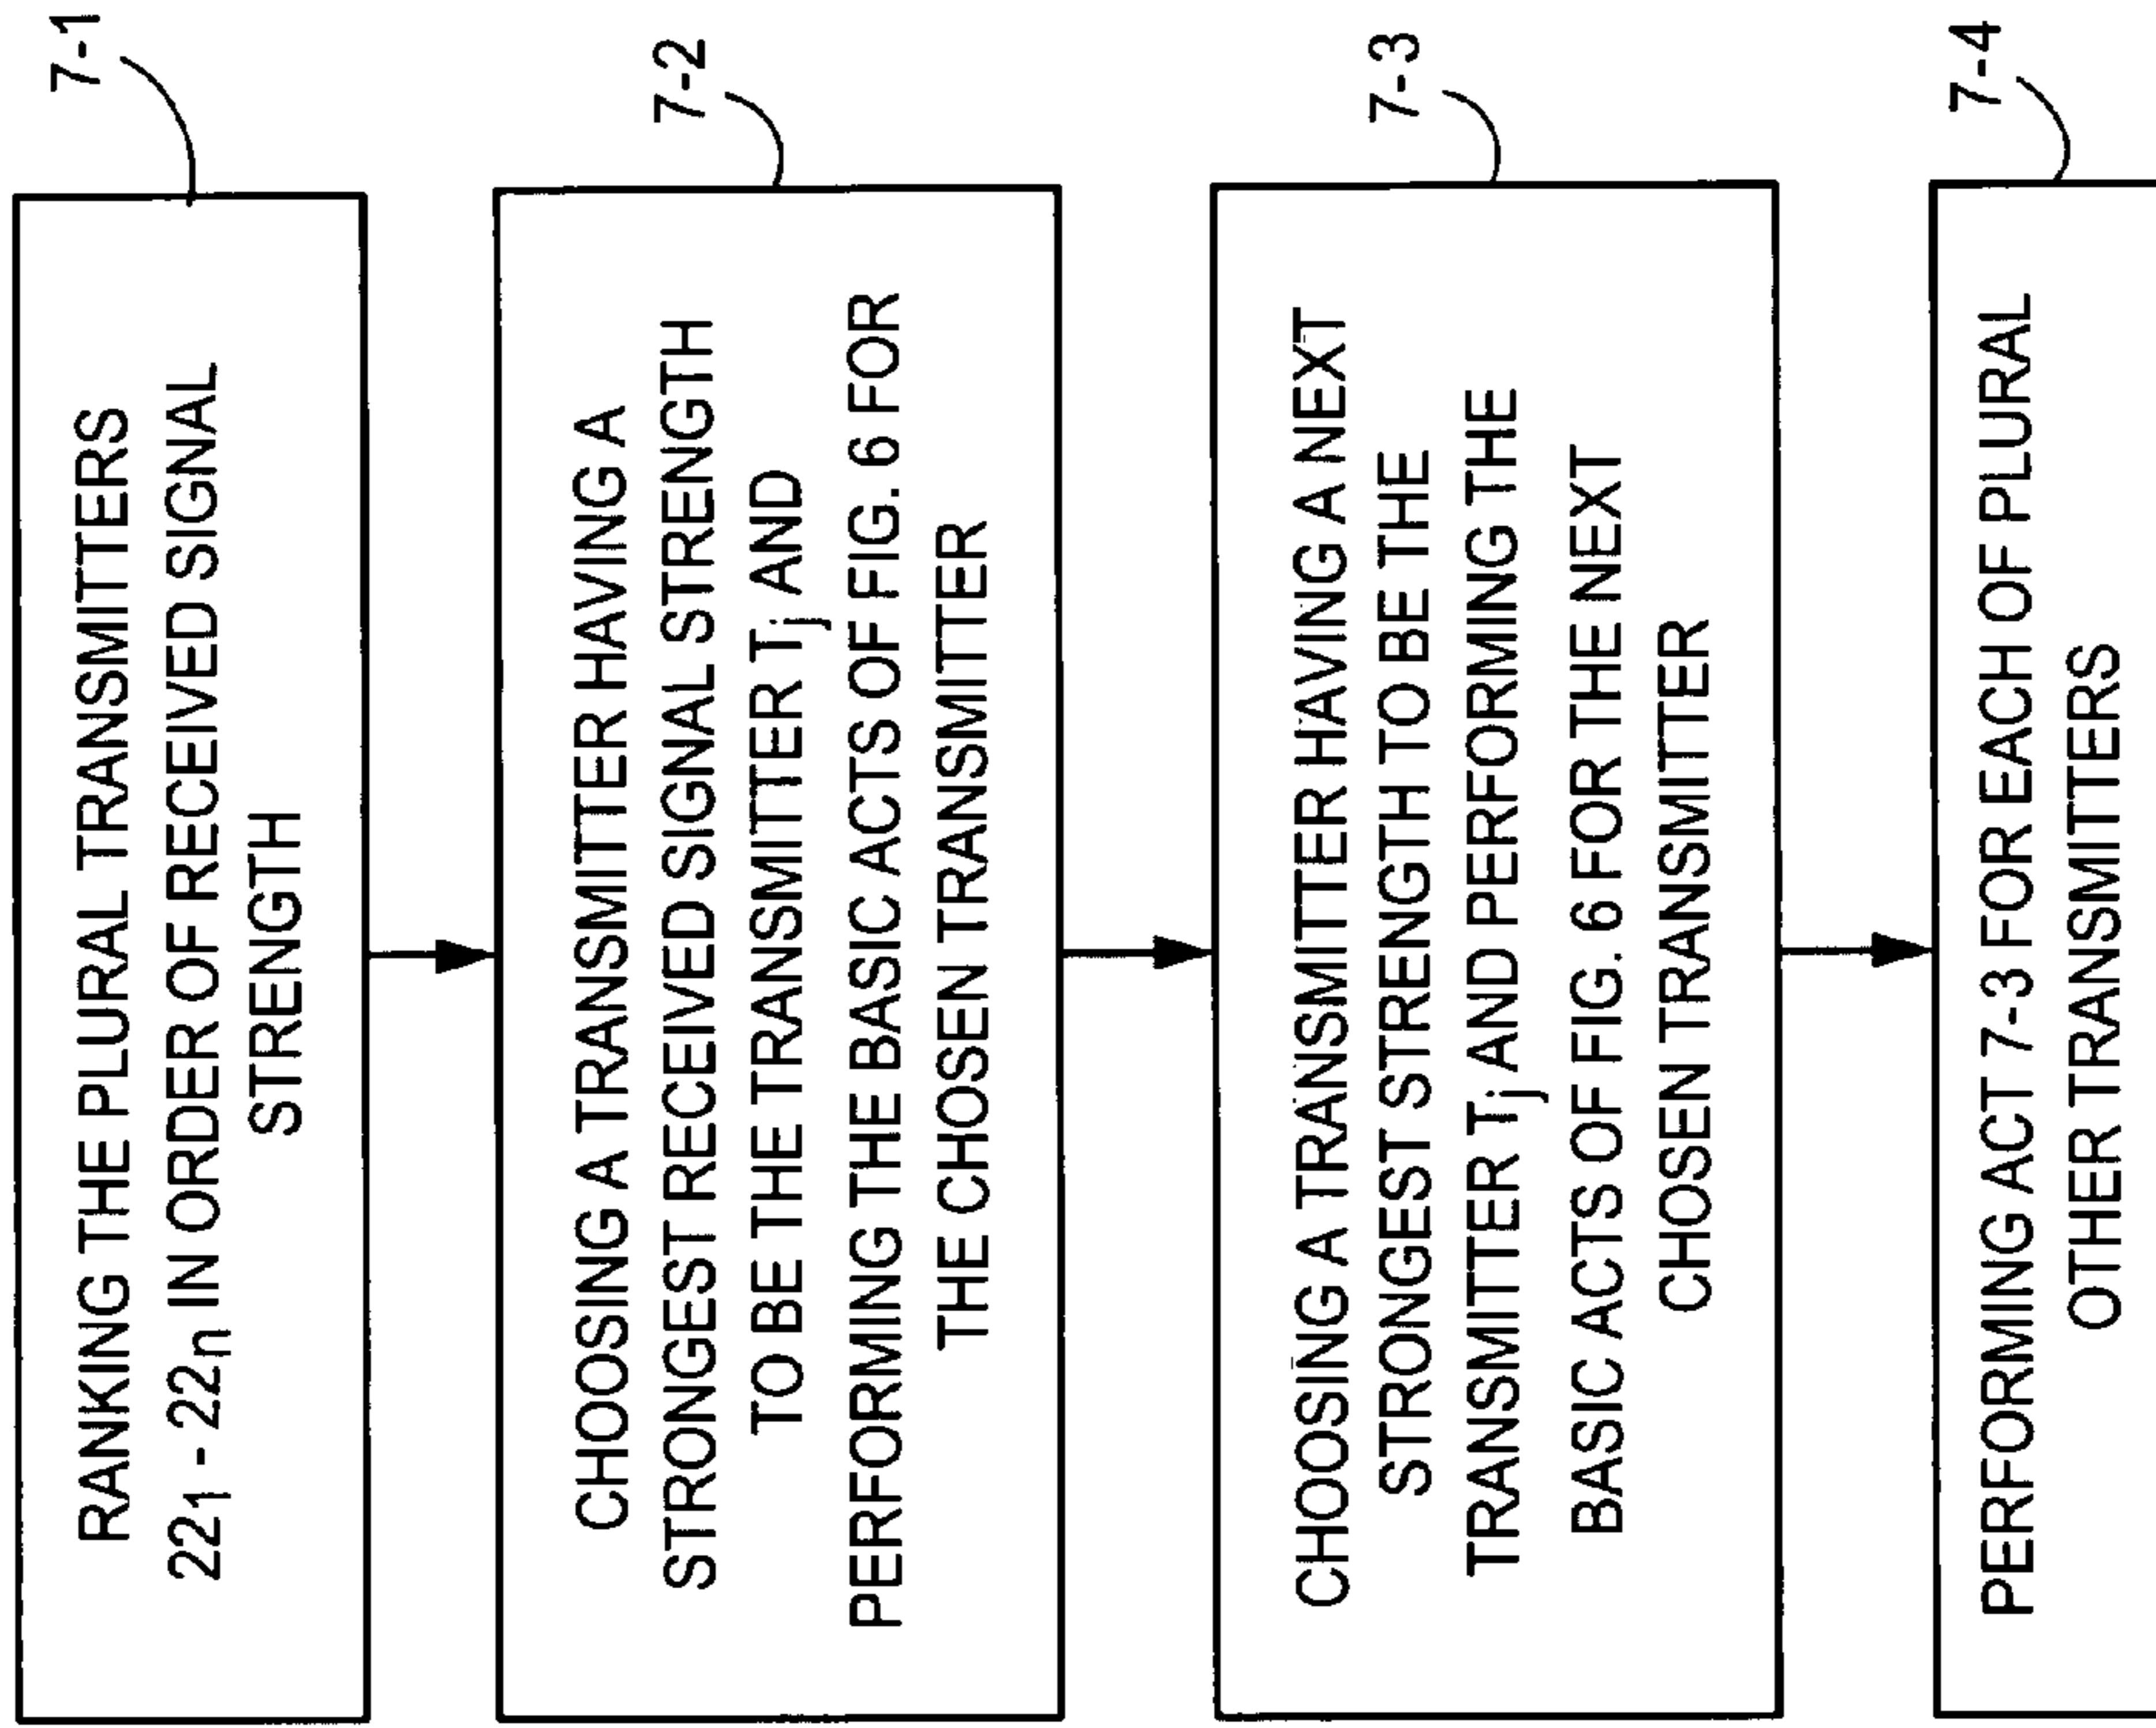 7-1
RANKING THE PLURAL TRANSMITTERS
22₁ - 22ₙ IN ORDER OF RECEIVED SIGNAL
STRENGTH
7-2
CHOOSING A TRANSMITTER HAVING A
STRONGEST RECEIVED SIGNAL STRENGTH
TO BE THE TRANSMITTER Tⱼ AND
PERFORMING THE BASIC ACTS OF FIG. 6 FOR
THE CHOSEN TRANSMITTER
7-3
CHOOSING A TRANSMITTER HAVING A NEXT
STRONGEST STRENGTH TO BE THE
TRANSMITTER Tⱼ AND PERFORMING THE
BASIC ACTS OF FIG. 6 FOR THE NEXT
CHOSEN TRANSMITTER
7-4
PERFORMING ACT 7-3 FOR EACH OF PLURAL
OTHER TRANSMITTERS